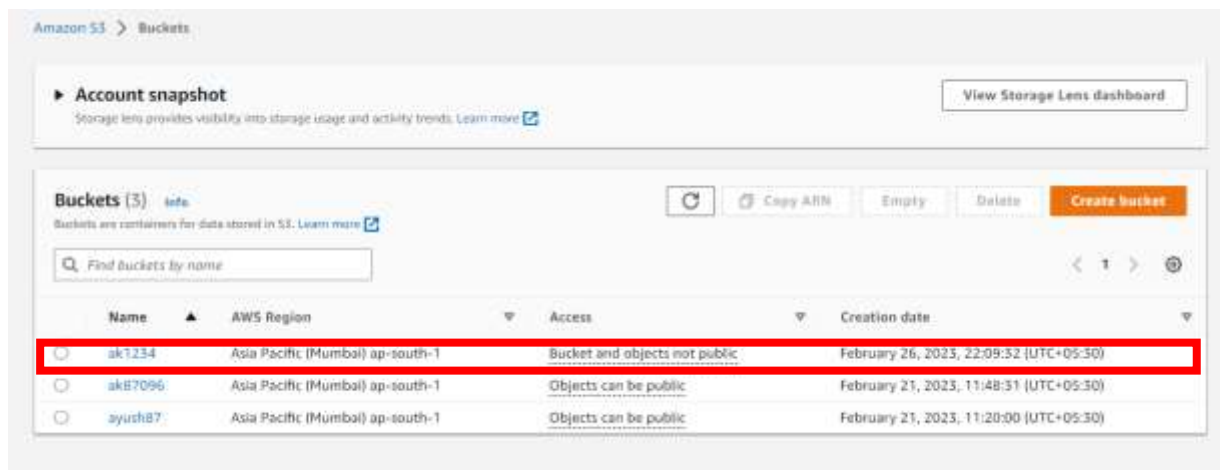 Amazon S3 > Buckets
Account snapshot
View Storage Lens dashboard
Storage lens provides visibility into storage usage and activity trends. Learn more
Buckets (3) Info
Copy ARN Empty Delete Create bucket
Buckets are containers for data stored in S3. Learn more
Find buckets by name
< 1 >
Name AWS Region Access Creation date
ak1234 Asia Pacific (Mumbai) ap-south-1 Bucket and objects not public February 26, 2023, 22:09:32 (UTC+05:30)
ak87096 Asia Pacific (Mumbai) ap-south-1 Objects can be public February 21, 2023, 11:48:31 (UTC+05:30)
ayush87 Asia Pacific (Mumbai) ap-south-1 Objects can be public February 21, 2023, 11:20:00 (UTC+05:30)